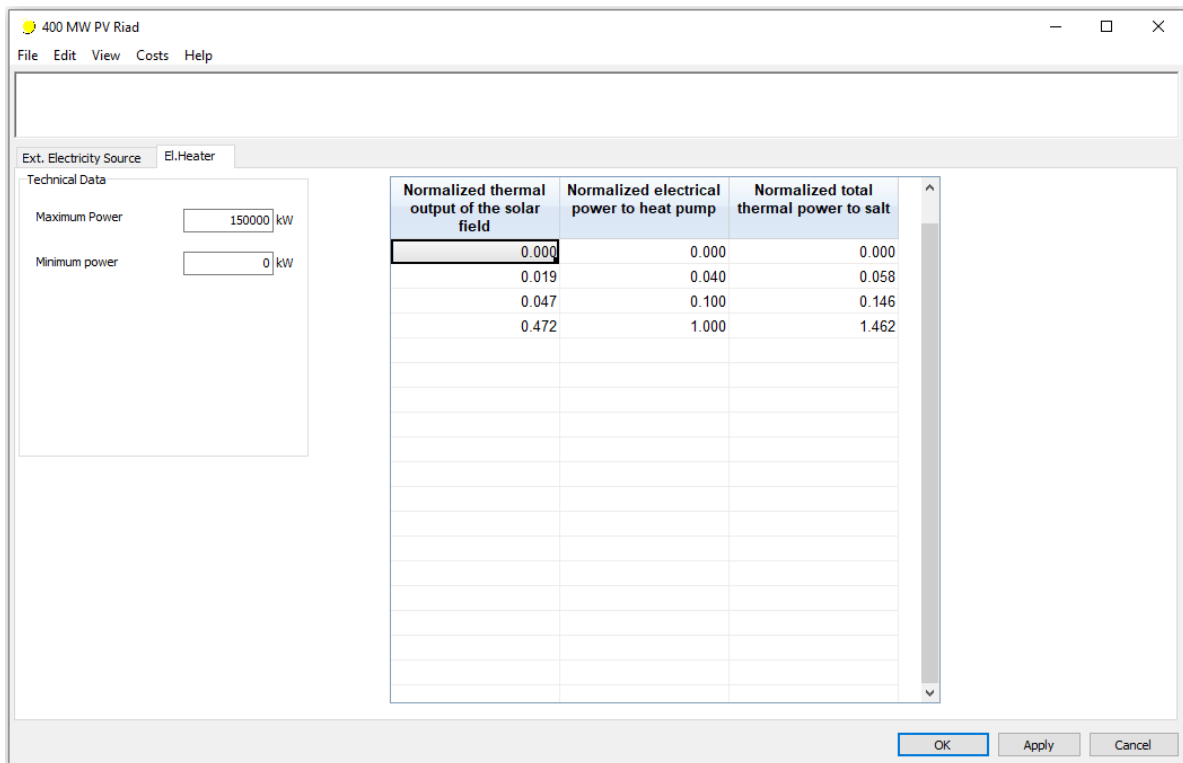 400 MW PV Riad
File Edit View Costs Help
Ext. Electricity Source El.Heater
Technical Data
Maximum Power 150000 kW
Minimum power 0 kW
Normalized thermal output of the solar field Normalized electrical power to heat pump Normalized total thermal power to salt
0.000 0.000 0.000
0.019 0.040 0.058
0.047 0.100 0.146
0.472 1.000 1.462
OK Apply Cancel